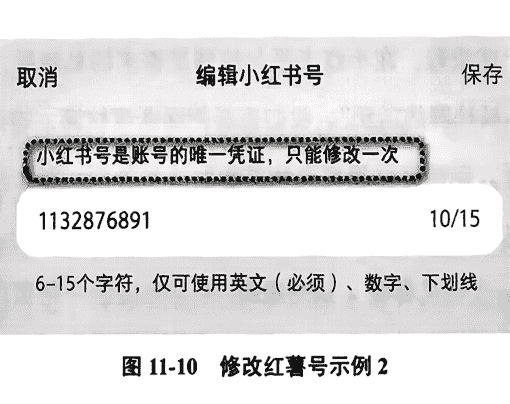 取消 编辑小红书号 保存
小红书号是账号的唯一凭证，只能修改一次
1132876891 10/15
6-15个字符，仅可使用英文（必须）、数字、下划线
图 11-10 修改红薯号示例 2